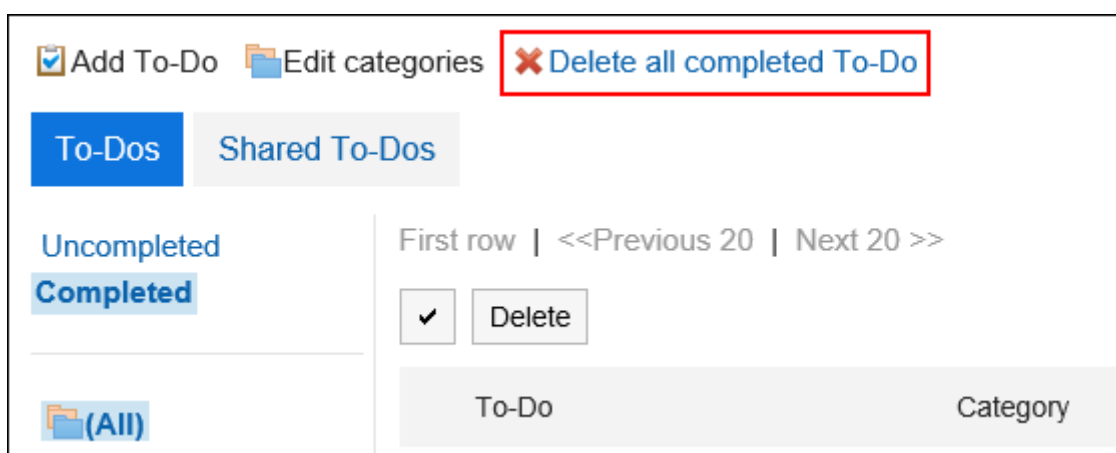 Add To-Do Edit categories Delete all completed To-Do
To-Dos Shared To-Dos
Uncompleted
Completed
(All)
First row | <<Previous 20 | Next 20 >>
Delete
To-Do Category